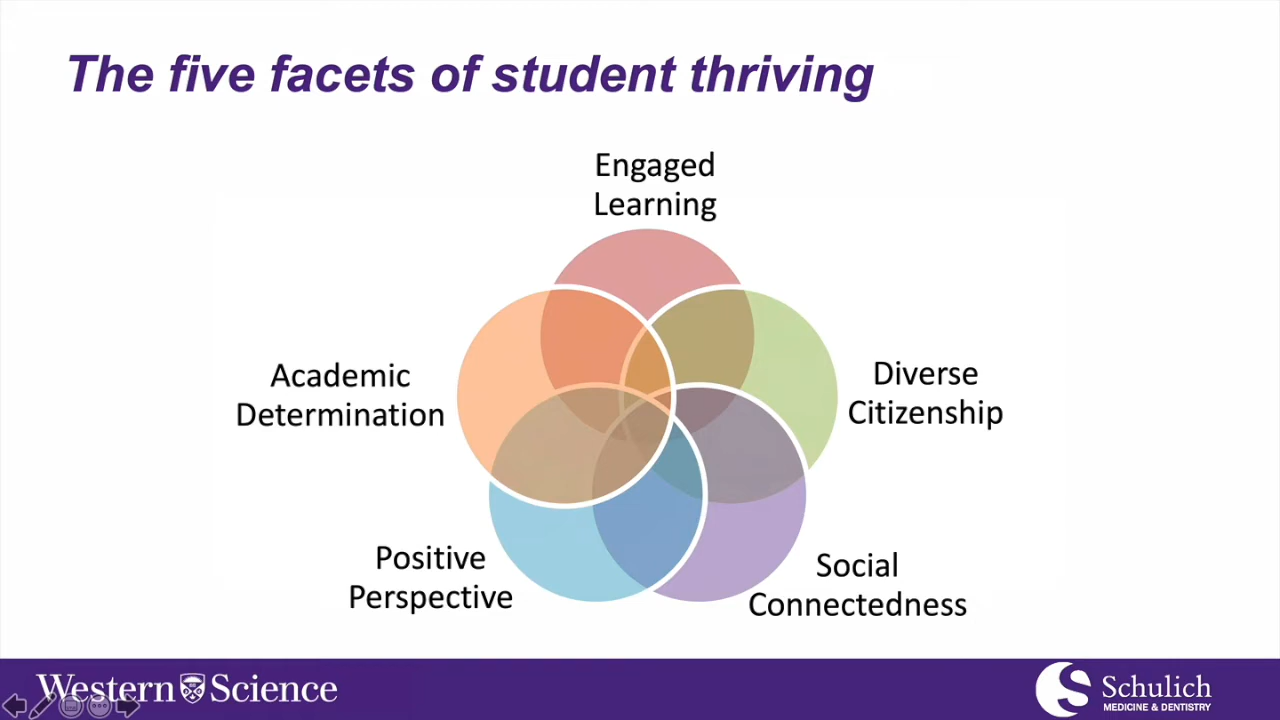 The five facets of student thriving
Engaged
Learning
Academic
Determination
Diverse
Citizenship
Positive
Perspective
Social
Connectedness
Western Science
Schulich
MEDICINE & DENTISTRY